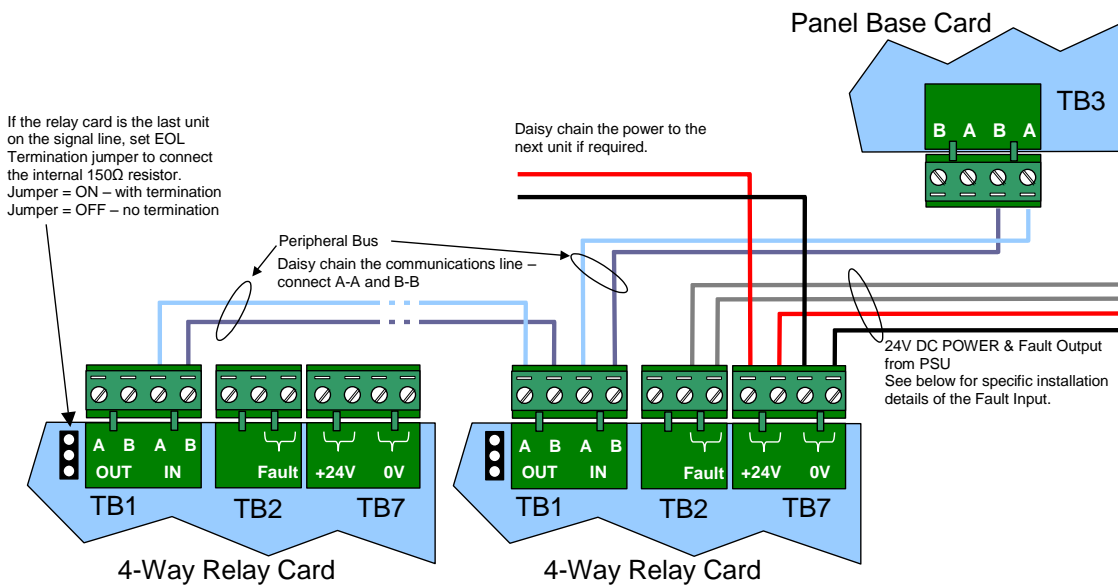 Panel Base Card
TB3
B A B A
If the relay card is the last unit
on the signal line, set EOL
Termination jumper to connect
the internal 150Ω resistor.
Jumper = ON – with termination
Jumper = OFF – no termination
Daisy chain the power to the
next unit if required.
Peripheral Bus
Daisy chain the communications line –
connect A-A and B-B
24V DC POWER & Fault Output
from PSU
See below for specific installation
details of the Fault Input.
A B A B
OUT IN
Fault
+24V 0V
TB1
TB2
TB7
4-Way Relay Card
A B A B
OUT IN
Fault
+24V 0V
TB1
TB2
TB7
4-Way Relay Card